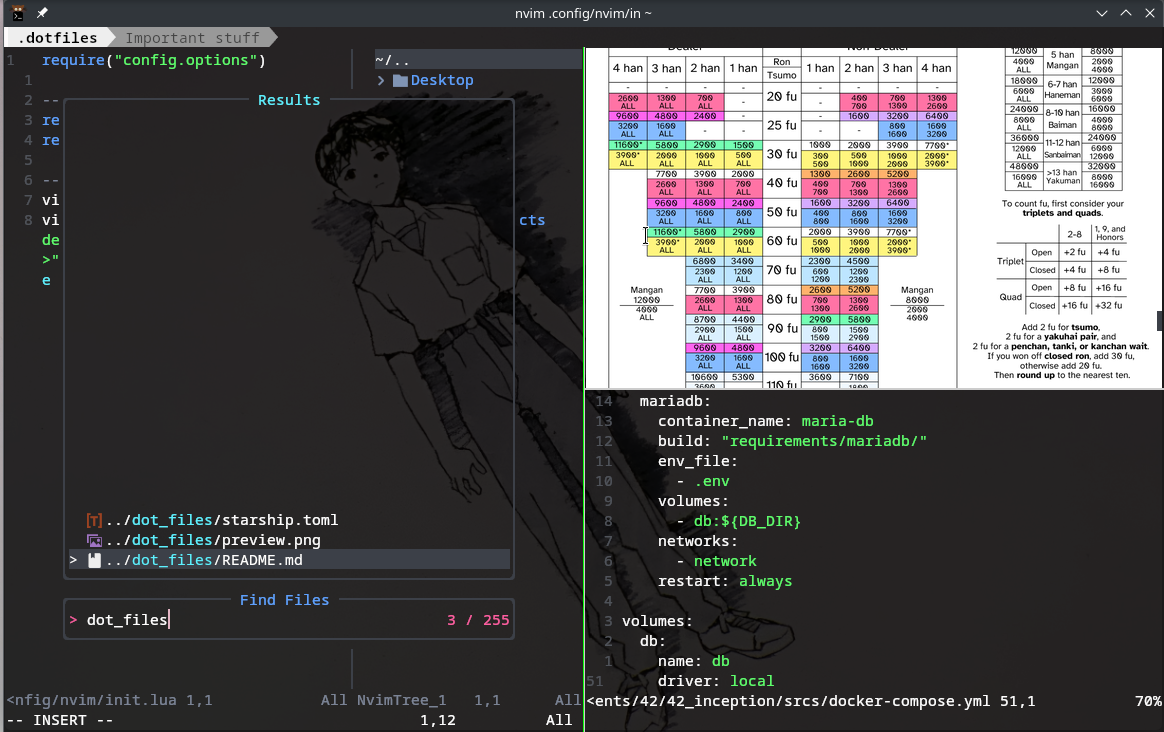 nvim .config/nvim/in ~
.dotfiles
Important stuff
1 require("config.options")
1
2 --
3 re
4 re
5
6 --
7 vi
8 vi
de
>"
e
~/..
Desktop
cts
Results
../dot_files/starship.toml
../dot_files/preview.png
> ../dot_files/README.md
Find Files
> dot_files
3 / 255
<nfig/nvim/init.lua 1,1 All NvimTree_1 1,1 All
-- INSERT -- 1,12 All
Dealer Non-Dealer
4 han 3 han 2 han 1 han Ron Tsumo 1 han 2 han 3 han 4 han
- - - - 20 fu - - - -
2600 ALL 1300 ALL 700 ALL - - 400 700 700 1300 1300 2600
9600 4800 2400 25 fu - 1600 3200 6400
3200 ALL 1600 ALL - - - - 800 1600 1600 3200
11600* 5800 2900 1500 30 fu 1000 2000 3900 7700*
3900* ALL 2000 ALL 1000 ALL 500 ALL 300 500 500 1000 1000 2000 2000* 3900*
7700 3900 2000 40 fu 1300 2600 5200
2600 ALL 1300 ALL 700 ALL 400 700 700 1300 1300 2600
9600 4800 2400 50 fu 1600 3200 6400
3200 ALL 1600 ALL 800 ALL 400 800 800 1600 1600 3200
11600* 5800 2900 60 fu 2000 3900 7700*
3900* ALL 2000 ALL 1000 ALL 500 1000 1000 2000 2000* 3900*
6800 3400 70 fu 2300 4500
2300 ALL 1200 ALL 600 1200 1200 2300
7700 3900 80 fu 2600 5200
2600 ALL 1300 ALL 700 1300 1300 2600
8700 4400 90 fu 2900 5800
2900 ALL 1500 ALL 800 1500 1500 2900
9600 4800 100 fu 3200 6400
3200 ALL 1600 ALL 800 1600 1600 3200
10600 5300 110 fu 3600 7100
Mangan
12000
4000
ALL
Mangan
8000
2000
4000
12000 4000 ALL 5 han Mangan 8000 2000 4000
18000 6000 ALL 6-7 han Haneman 12000 3000 6000
24000 8000 ALL 8-10 han Baiman 16000 4000 8000
36000 12000 ALL 11-12 han Sanbaiman 24000 6000 12000
48000 16000 ALL >13 han Yakuman 32000 8000 16000
To count fu, first consider your
triplets and quads.
2-8 1, 9, and Honors
Triplet Open +2 fu +4 fu
Closed +4 fu +8 fu
Quad Open +8 fu +16 fu
Closed +16 fu +32 fu
Add 2 fu for tsumo,
2 fu for a yakuhai pair, and
2 fu for a penchan, tanki, or kanchan wait.
If you won off closed ron, add 30 fu,
otherwise add 20 fu.
Then round up to the nearest ten.
14 mariadb:
13 container_name: maria-db
12 build: "requirements/mariadb/"
11 env_file:
10 - .env
9 volumes:
8 - db:${DB_DIR}
7 networks:
6 - network
5 restart: always
4
3 volumes:
2 db:
1 name: db
51 driver: local
<ents/42/42_inception/srcs/docker-compose.yml 51,1 70%